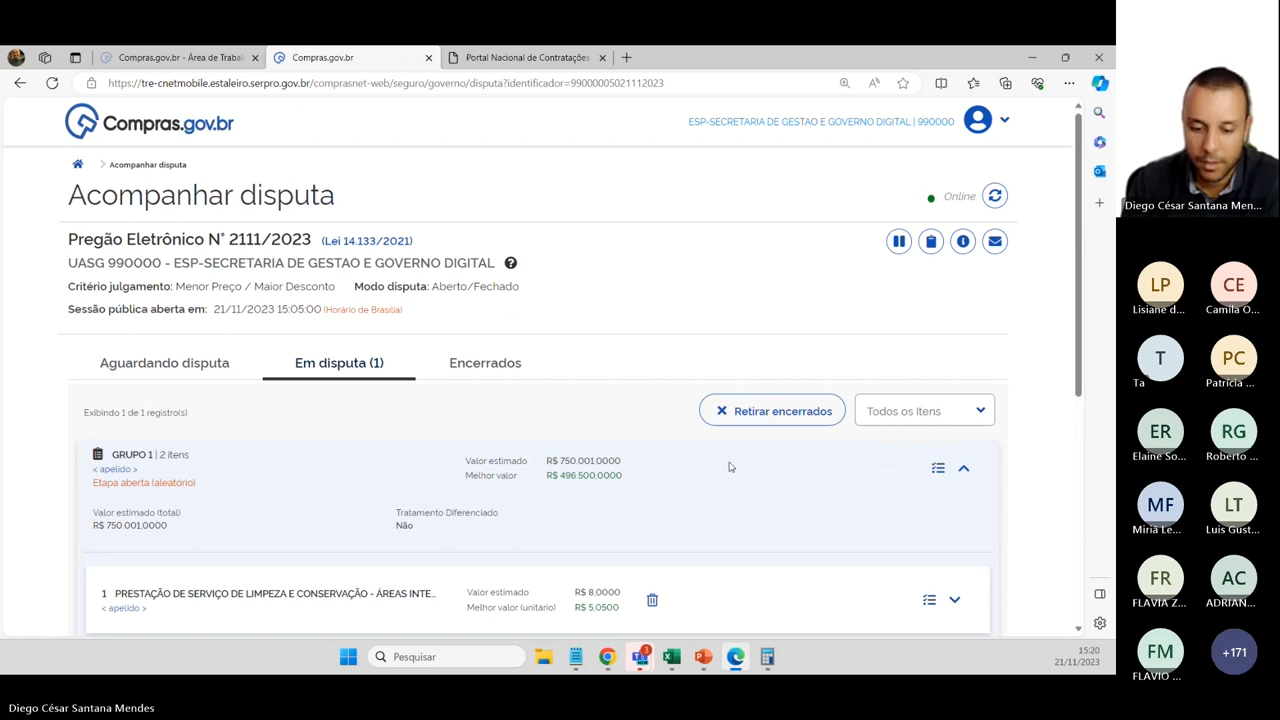 Compras.gov.br - Área de Trabal
Compras.gov.br
Portal Nacional de Contratações
https://tre-cnetmobile.estaleiro.serpro.gov.br/comprasnet-web/seguro/governo/disputa?identificador=99000005021112023
Compras.gov.br
ESP-SECRETARIA DE GESTAO E GOVERNO DIGITAL | 990000
Acompanhar disputa
Acompanhar disputa
Online
Pregão Eletrônico N° 2111/2023 (Lei 14.133/2021)
UASG 990000 - ESP-SECRETARIA DE GESTAO E GOVERNO DIGITAL
Critério julgamento: Menor Preço / Maior Desconto Modo disputa: Aberto/Fechado
Sessão pública aberta em: 21/11/2023 15:05:00 (Horário de Brasília)
Aguardando disputa Em disputa (1) Encerrados
Exibindo 1 de 1 registro(s)
Retirar encerrados
Todos os Itens
GRUPO 1 | 2 itens
< apelido >
Etapa aberta (aleatório)
Valor estimado R$ 750.001,0000
Melhor valor R$ 496.500,0000
Valor estimado (total)
R$ 750.001,0000
Tratamento Diferenciado
Não
1 PRESTAÇÃO DE SERVIÇO DE LIMPEZA E CONSERVAÇÃO - ÁREAS INTE...
< apelido >
Valor estimado R$ 8,0000
Melhor valor (unitário) R$ 5,0500
Pesquisar
3
15:20
21/11/2023
Diego César Santana Men...
LP
Lisiane d...
CE
Camila O...
T
Ta
PC
Patrícia ...
ER
Elaine So...
RG
Roberto ...
MF
Miriã Le...
LT
Luis Gust...
FR
FLAVIA Z...
AC
ADRIAN...
FM
FLAVIO ...
+171
Diego César Santana Mendes